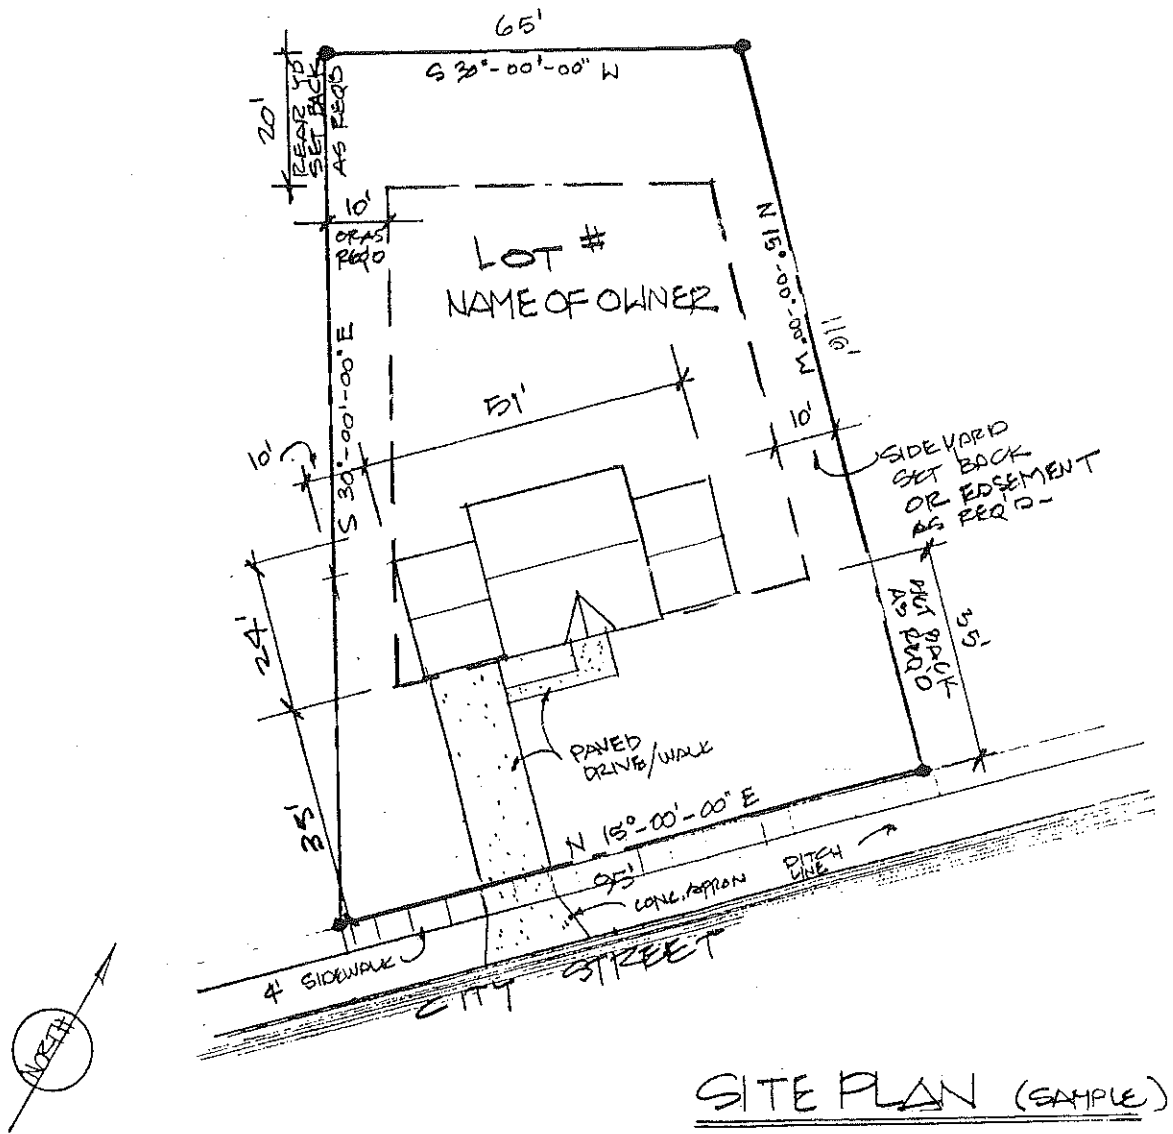 65'
S 30°-00'-00" W
20'
REAR YD
SET BACK
AS REQ'D
10'
OR AS
REQ'D
LOT #
NAME OF OWNER
N 15°-00'-00" W
116'
S 30°-00'-00" E
51'
10'
10'
SIDEYARD
SET BACK
OR EASEMENT
AS REQ'D
24'
35'
SET BACK
AS REQ'D
35'
PAVED
DRIVE/WALK
N 15°-00'-00" E
95'
CONC. APRON
DITCH
LINE
4' SIDEWALK
CITY STREET
NORTH
SITE PLAN (SAMPLE)